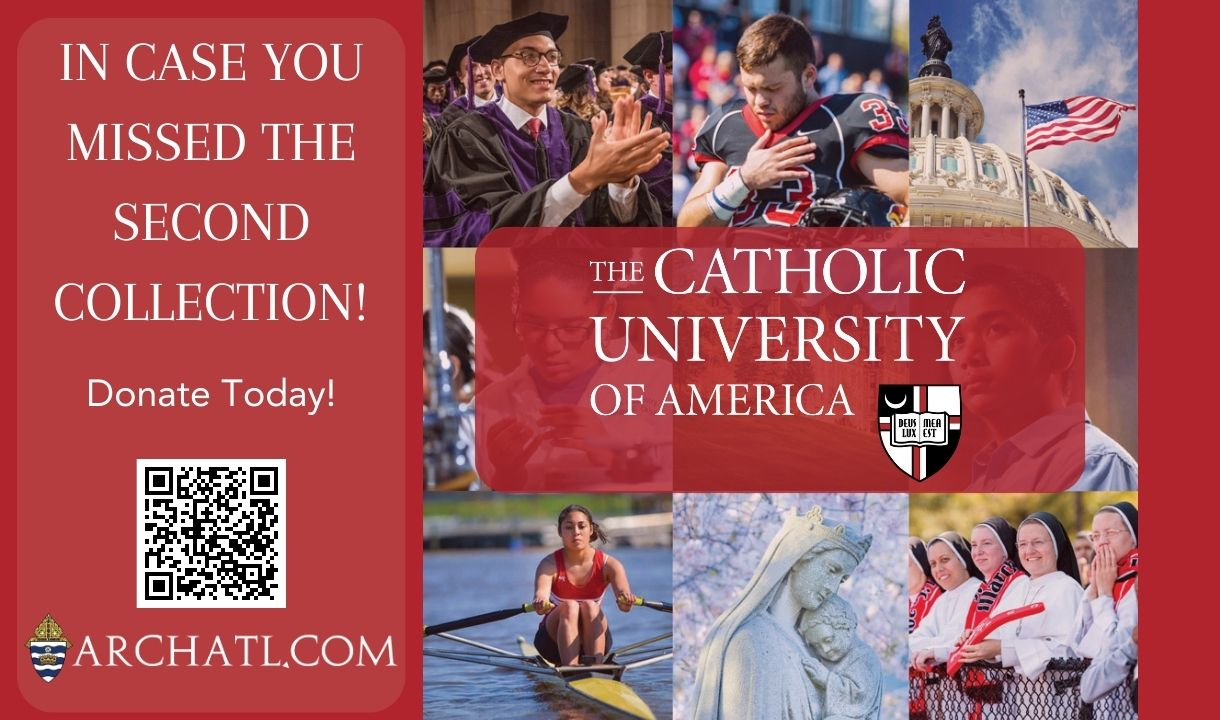 IN CASE YOU
MISSED THE
SECOND
COLLECTION!
Donate Today!
ARCHATL.COM
33
33
THE CATHOLIC
UNIVERSITY
OF AMERICA
DEUS MEA
LUX EST